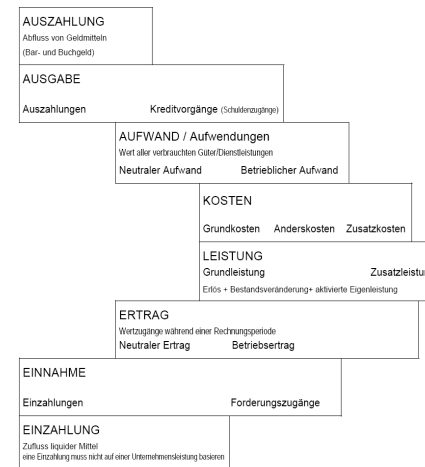 AUSZAHLUNG
Abfluss von Geldmitteln
(Bar- und Buchgeld)
AUSGABE
Auszahlungen Kreditvorgänge (Schuldenzugänge)
AUFWAND / Aufwendungen
Wert aller verbrauchten Güter/Dienstleistungen
Neutraler Aufwand Betrieblicher Aufwand
KOSTEN
Grundkosten Anderskosten Zusatzkosten
LEISTUNG
Grundleistung Zusatzleistu
Erlös + Bestandsveränderung+ aktivierte Eigenleistung
ERTRAG
Wertzugänge während einer Rechnungsperiode
Neutraler Ertrag Betriebsertrag
EINNAHME
Einzahlungen Forderungszugänge
EINZAHLUNG
Zufluss liquider Mittel
eine Einzahlung muss nicht auf einer Unternehmensleistung basieren